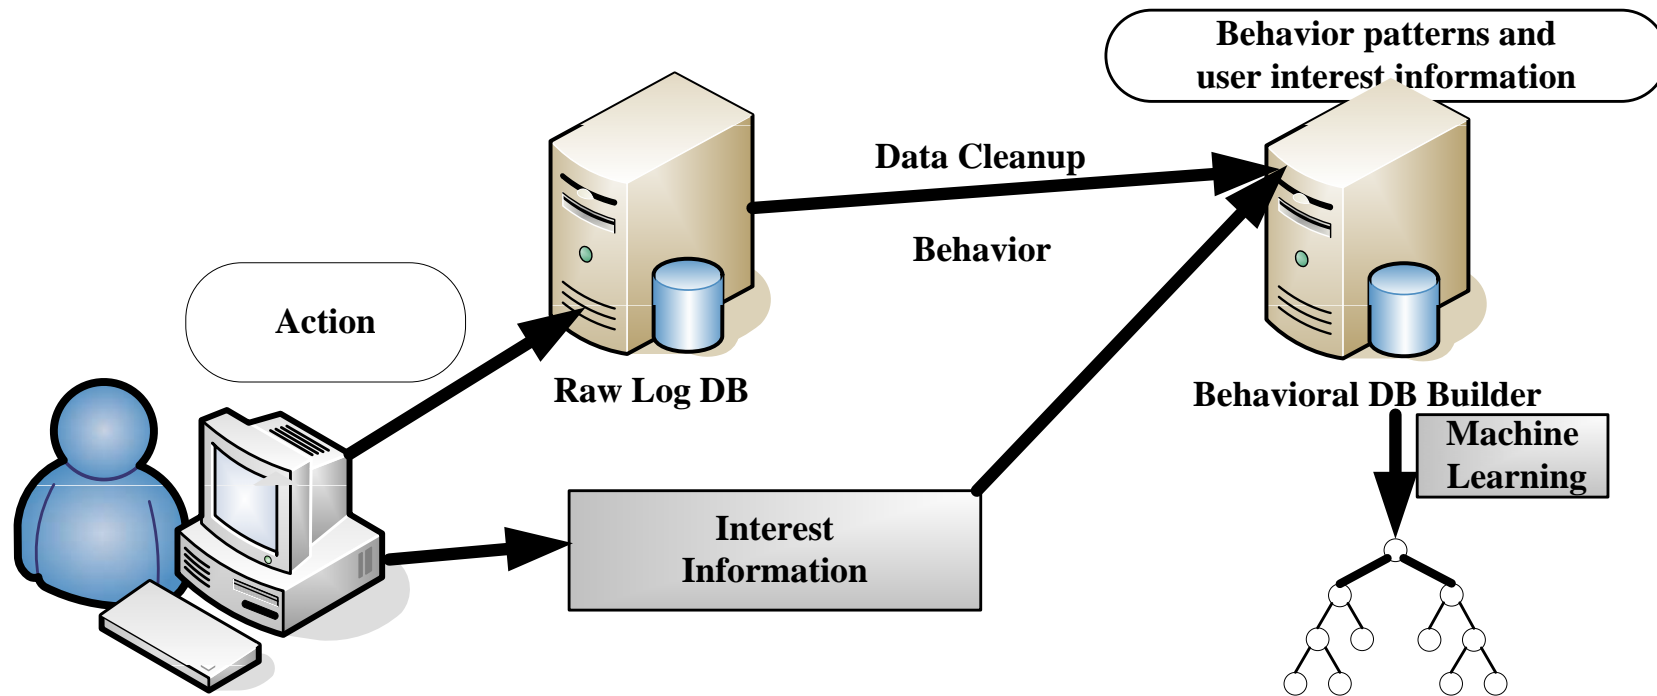 Behavior patterns and
user interest information
Data Cleanup
Behavior
Action
Raw Log DB
Behavioral DB Builder
Machine
Learning
Interest
Information